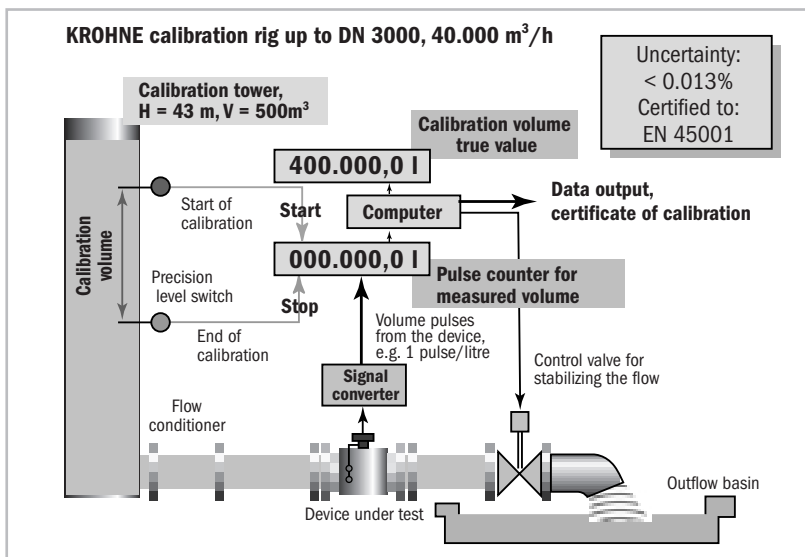 KROHNE calibration rig up to DN 3000, 40.000 m³/h
Uncertainty:
< 0.013%
Certified to:
EN 45001
Calibration tower,
H = 43 m, V = 500m³
Calibration volume
true value
400.000,0 l
Data output,
certificate of calibration
Computer
Start of
calibration
Start
Calibration
volume
000.000,0 l
Pulse counter for
measured volume
Precision
level switch
Stop
End of
calibration
Volume pulses
from the device,
e.g. 1 pulse/litre
Control valve for
stabilizing the flow
Signal
converter
Flow
conditioner
Device under test
Outflow basin